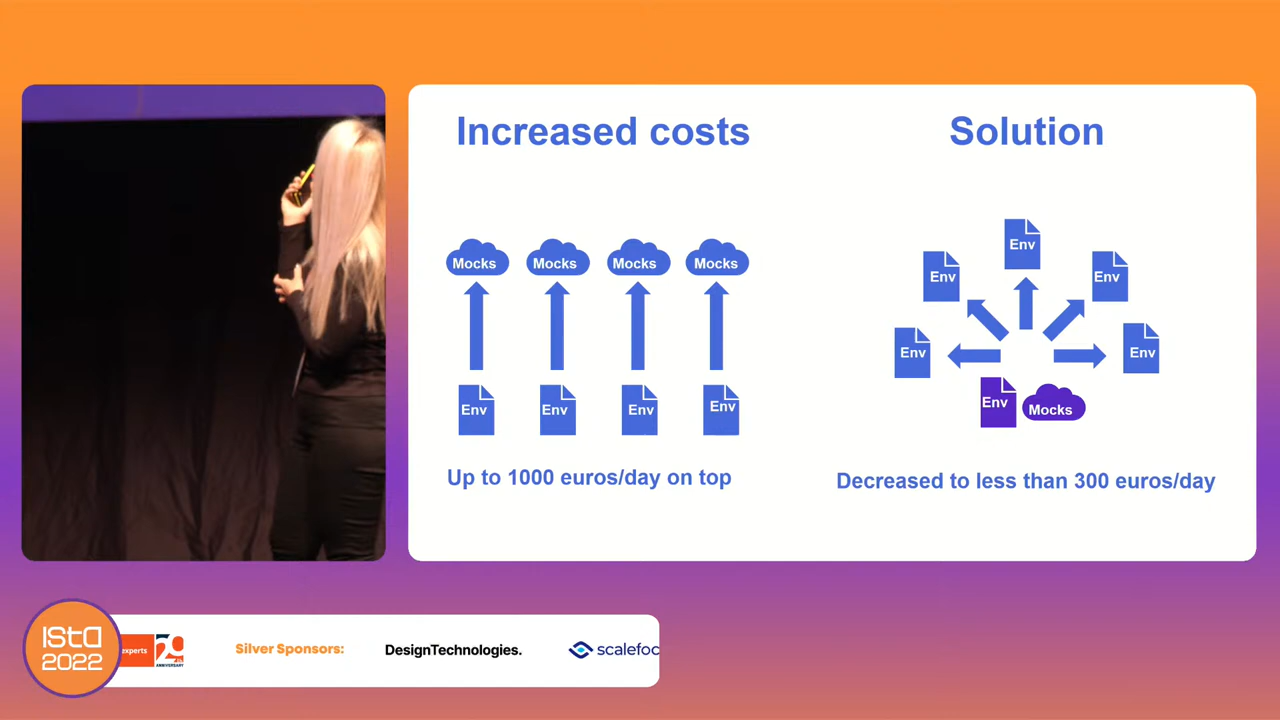 Increased costs
Solution
Mocks
Mocks
Mocks
Mocks
Env
Env
Env
Env
Up to 1000 euros/day on top
Env
Env
Env
Env
Env
Env
Mocks
Decreased to less than 300 euros/day
ISTA
2022
experts
ANNIVERSARY
Silver Sponsors:
DesignTechnologies.
scalefoc